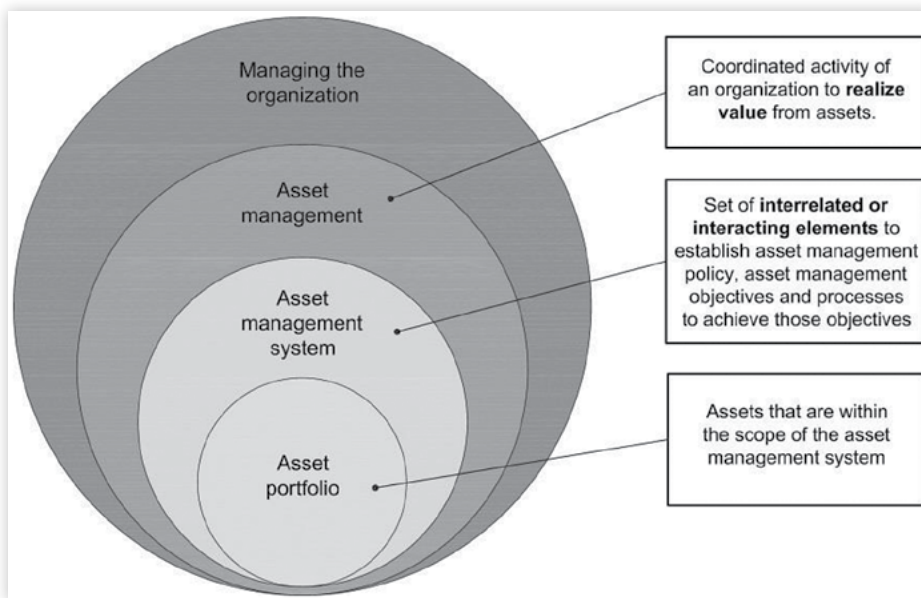 Managing the
organization
Coordinated activity of
an organization to realize
value from assets.
Asset
management
Set of interrelated or
interacting elements to
establish asset management
policy, asset management
objectives and processes
to achieve those objectives
Asset
management
system
Assets that are within
the scope of the asset
management system
Asset
portfolio